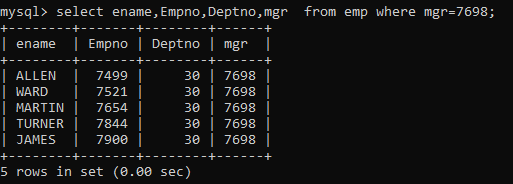 mysql> select ename,Empno,Deptno,mgr  from emp where mgr=7698;
+--------+-------+--------+------+
| ename  | Empno | Deptno | mgr  |
+--------+-------+--------+------+
| ALLEN  |  7499 |     30 | 7698 |
| WARD   |  7521 |     30 | 7698 |
| MARTIN |  7654 |     30 | 7698 |
| TURNER |  7844 |     30 | 7698 |
| JAMES  |  7900 |     30 | 7698 |
+--------+-------+--------+------+
5 rows in set (0.00 sec)